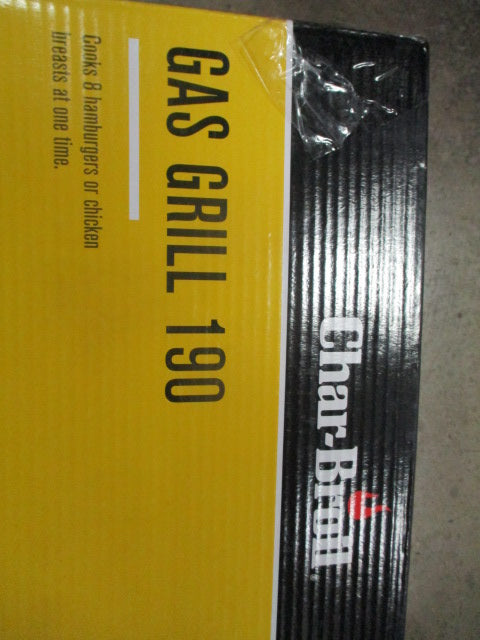 Char-Broil
GAS GRILL 190
Cooks 8 hamburgers or chicken
breasts at one time.